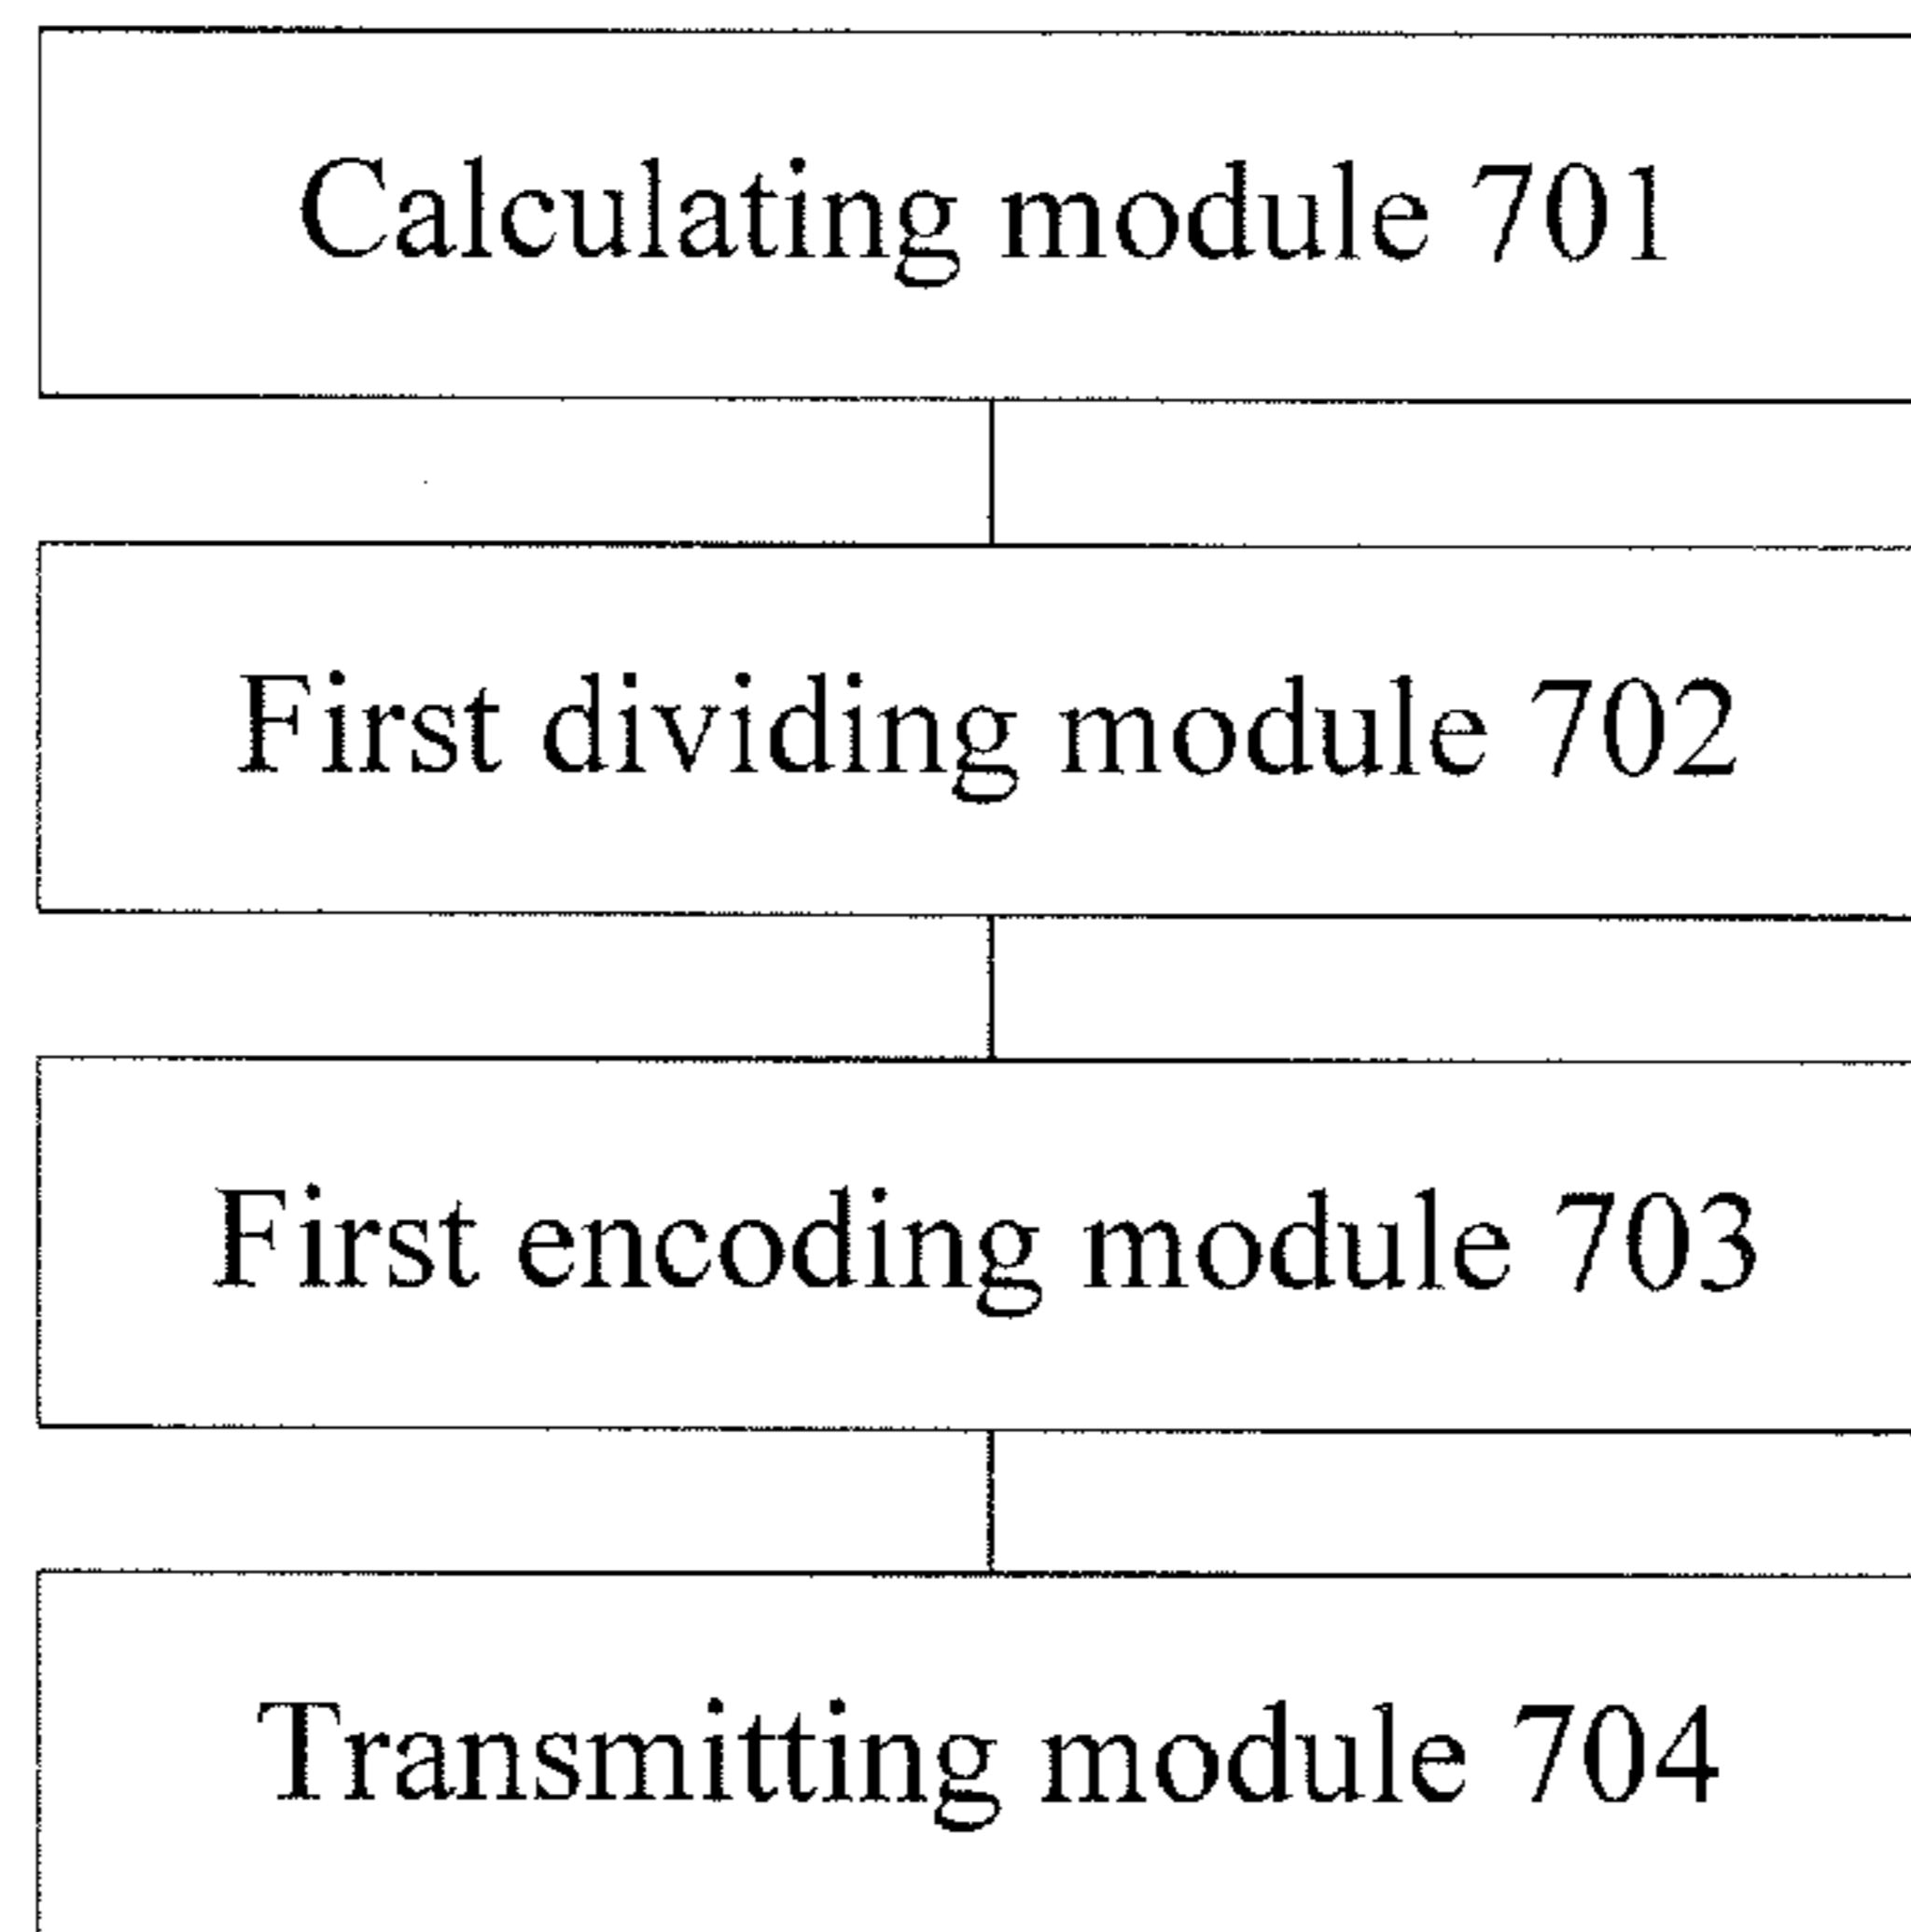 Calculating module 701
First dividing module 702
First encoding module 703
Transmitting module 704